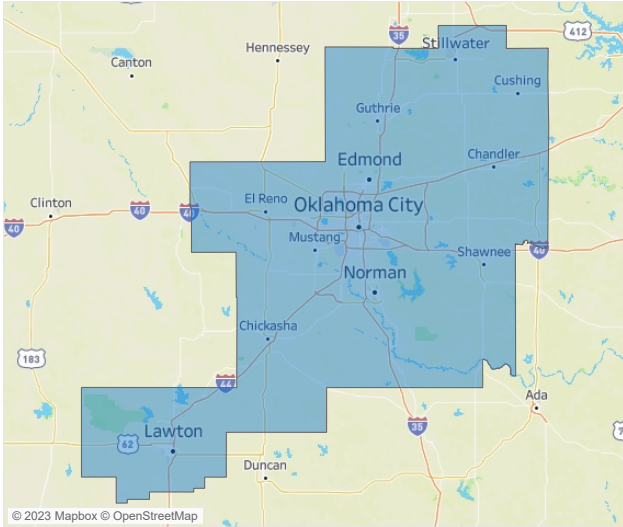 35
412
Stillwater
Hennessey
Canton
Cushing
Guthrie
Edmond
Chandler
El Reno
Clinton
40
40
40
Oklahoma City
Mustang
Shawnee
40
Norman
Chickasha
183
44
Ada
35
7
Lawton
62
Duncan
© 2023 Mapbox © OpenStreetMap